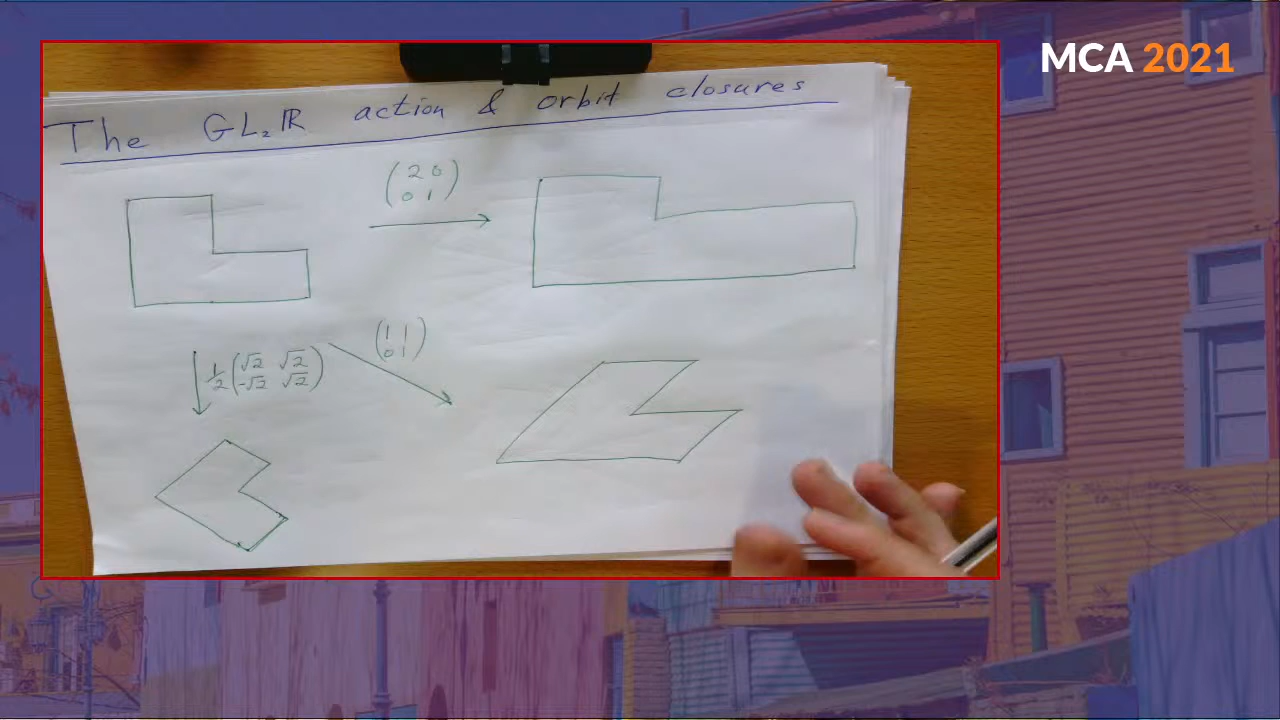 MCA 2021
The GL₂ℝ action & orbit closures
(2 0
0 1)
(1 1
0 1)
1/2 (√2 √2
-√2 √2)